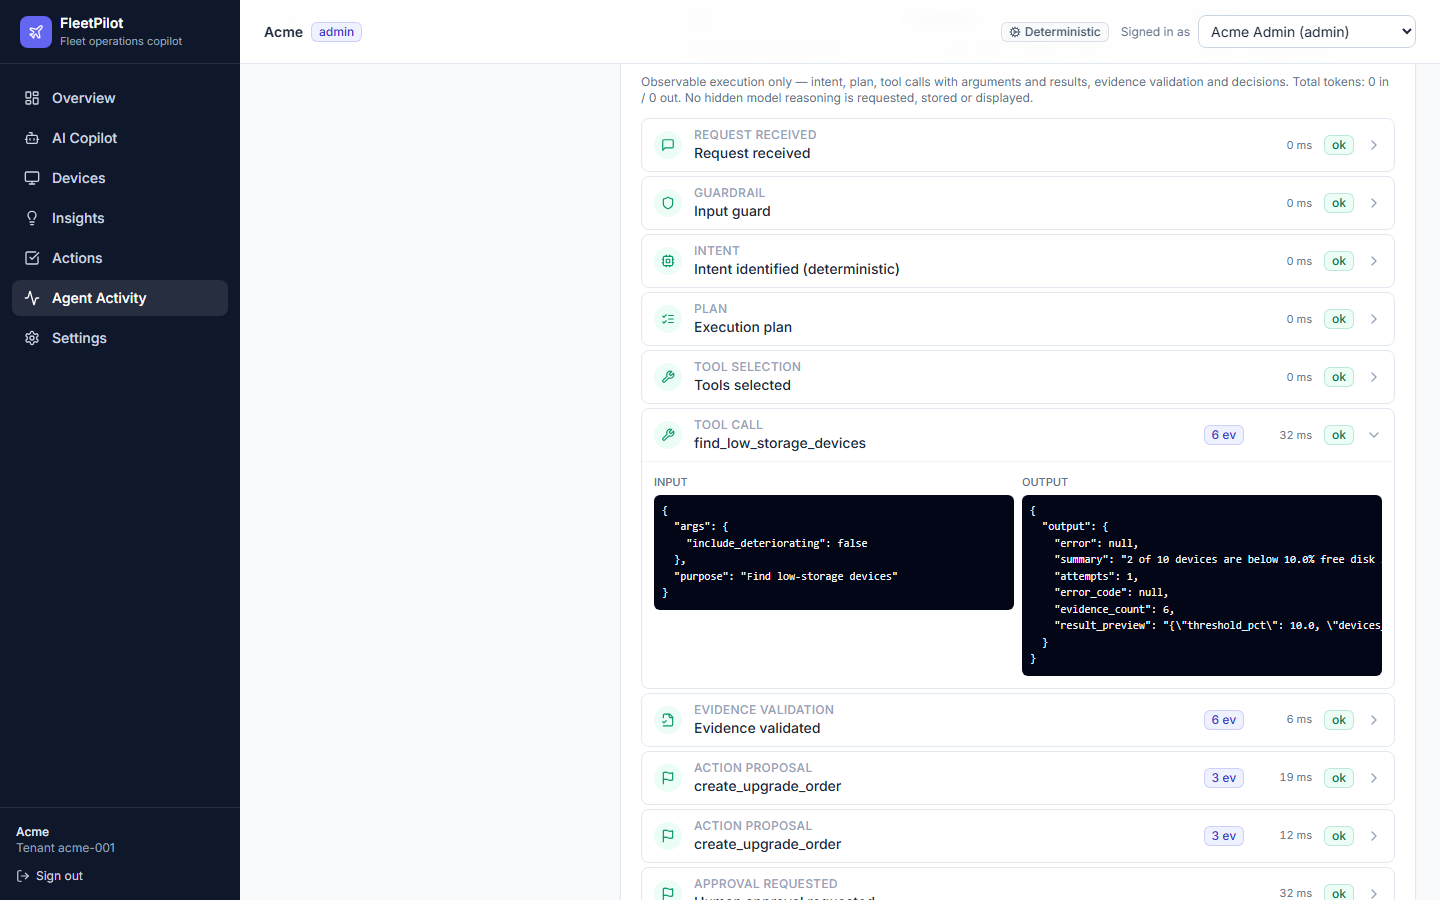 FleetPilot
Fleet operations copilot
Overview
AI Copilot
Devices
Insights
Actions
Agent Activity
Settings
Acme
Tenant acme-001
Sign out
Acme
admin
Deterministic
Signed in as
Acme Admin (admin)
Observable execution only — intent, plan, tool calls with arguments and results, evidence validation and decisions. Total tokens: 0 in
/ 0 out. No hidden model reasoning is requested, stored or displayed.
REQUEST RECEIVED
Request received
0 ms
ok
GUARDRAIL
Input guard
0 ms
ok
INTENT
Intent identified (deterministic)
0 ms
ok
PLAN
Execution plan
0 ms
ok
TOOL SELECTION
Tools selected
0 ms
ok
TOOL CALL
find_low_storage_devices
6 ev
32 ms
ok
INPUT
{
"args": {
"include_deteriorating": false
},
"purpose": "Find low-storage devices"
}
OUTPUT
{
"output": {
"error": null,
"summary": "2 of 10 devices are below 10.0% free disk
"attempts": 1,
"error_code": null,
"evidence_count": 6,
"result_preview": "{\"threshold_pct\": 10.0, \"devices_
}
}
EVIDENCE VALIDATION
Evidence validated
6 ev
6 ms
ok
ACTION PROPOSAL
create_upgrade_order
3 ev
19 ms
ok
ACTION PROPOSAL
create_upgrade_order
3 ev
12 ms
ok
APPROVAL REQUESTED
Human approval requested
32 ms
ok